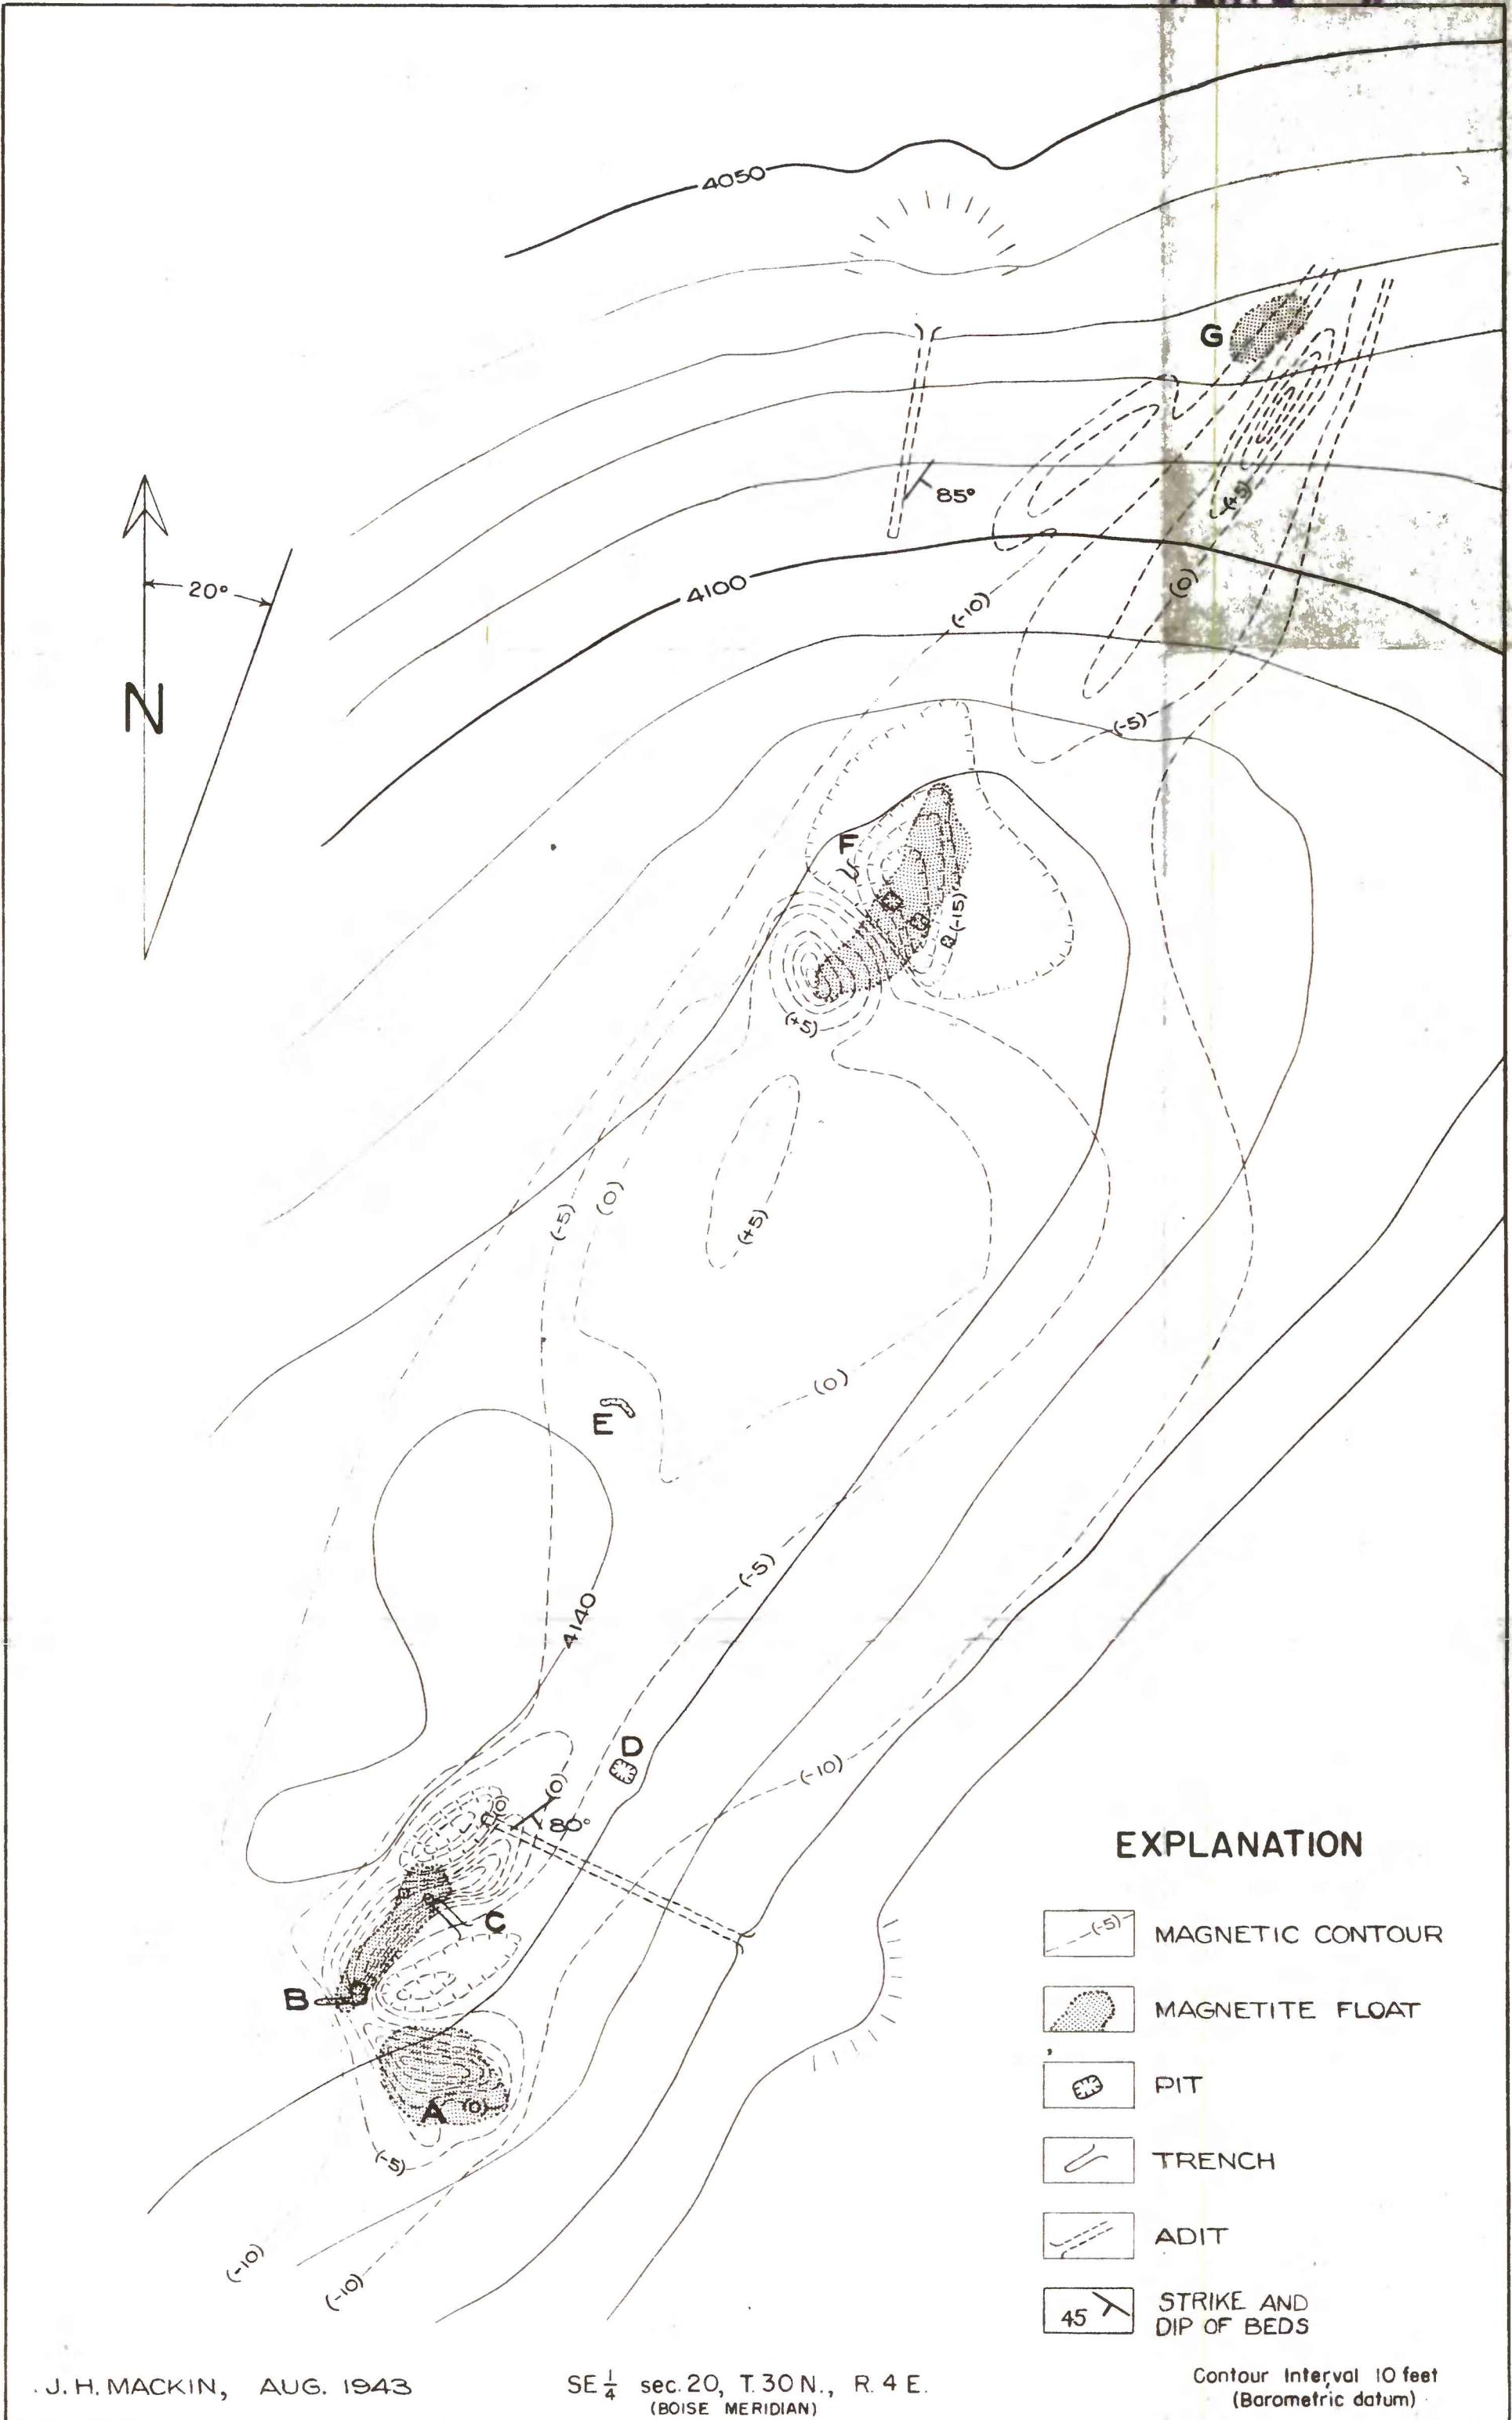 4050
G
85°
20°
4100
(+5)
(0)
(-10)
N
(-5)
F
(-15)
(+5)
(-5)
(0)
(+5)
(0)
E
(-5)
4140
D
(-10)
(0)
(0)
80°
C
B
A
(0)
(-5)
(-10)
(-10)
EXPLANATION
(-5)
MAGNETIC CONTOUR
MAGNETITE FLOAT
PIT
TRENCH
ADIT
45
STRIKE AND
DIP OF BEDS
J. H. MACKIN, AUG. 1943
SE 1/4 sec. 20, T. 30 N., R. 4 E.
(BOISE MERIDIAN)
Contour Interval 10 feet
(Barometric datum)